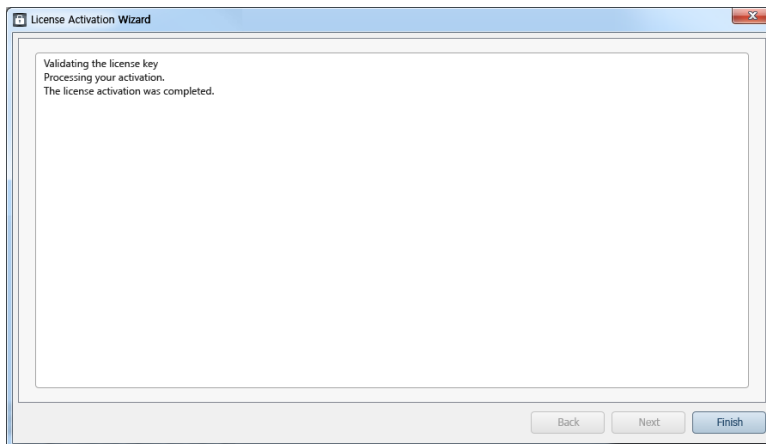 License Activation Wizard
Validating the license key
Processing your activation.
The license activation was completed.
Back Next Finish